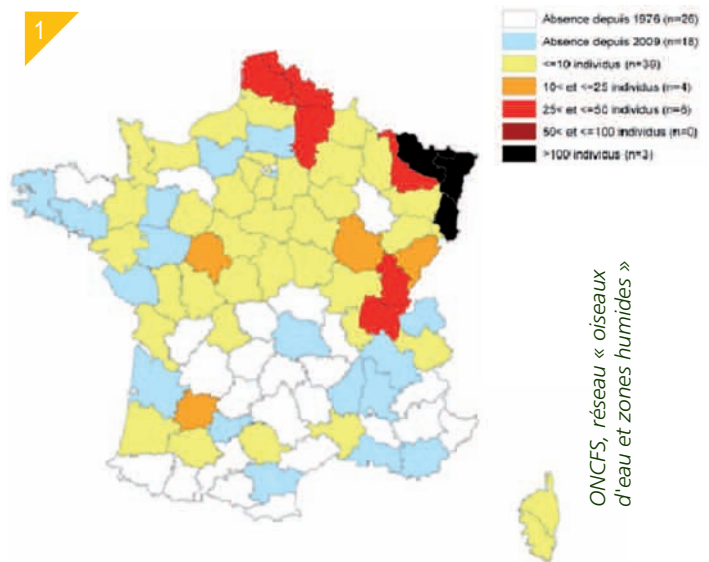 1
Absence depuis 1976 (n=26)
Absence depuis 2009 (n=18)
<=10 individus (n=39)
10< et <=25 individus (n=4)
25< et <=50 individus (n=6)
50< et <=100 individus (n=0)
>100 individus (n=3)
ONCFS, réseau « oiseaux
d'eau et zones humides »